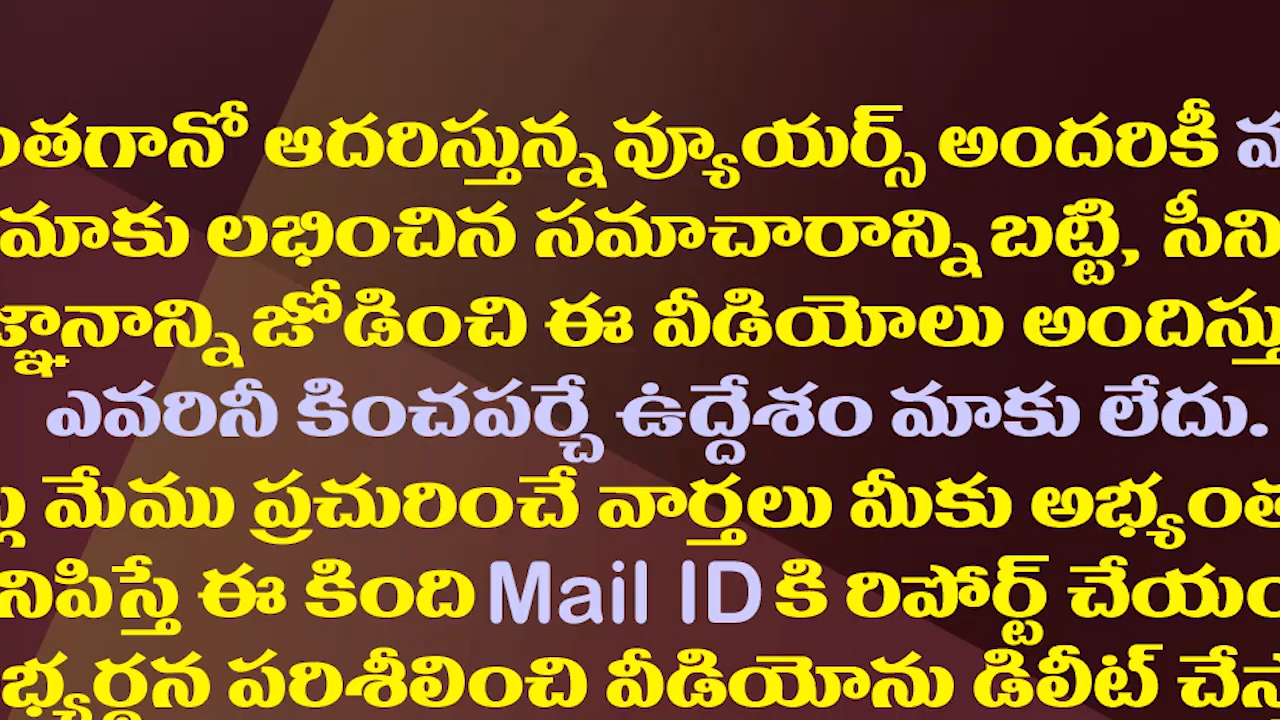 ఆదరిస్తున్న వ్యూయర్స్ అందరికీ
మాకు లభించిన సమాచారాన్ని బట్టి,
జోడించి ఈ వీడియోలు
ఎవరినీ కించపర్చే ఉద్దేశం మాకు లేదు.
మేము ప్రచురించే వార్తలు మీకు
ఈ కింది Mail ID కి రిపోర్ట్
పరిశీలించి వీడియోను డిలీట్